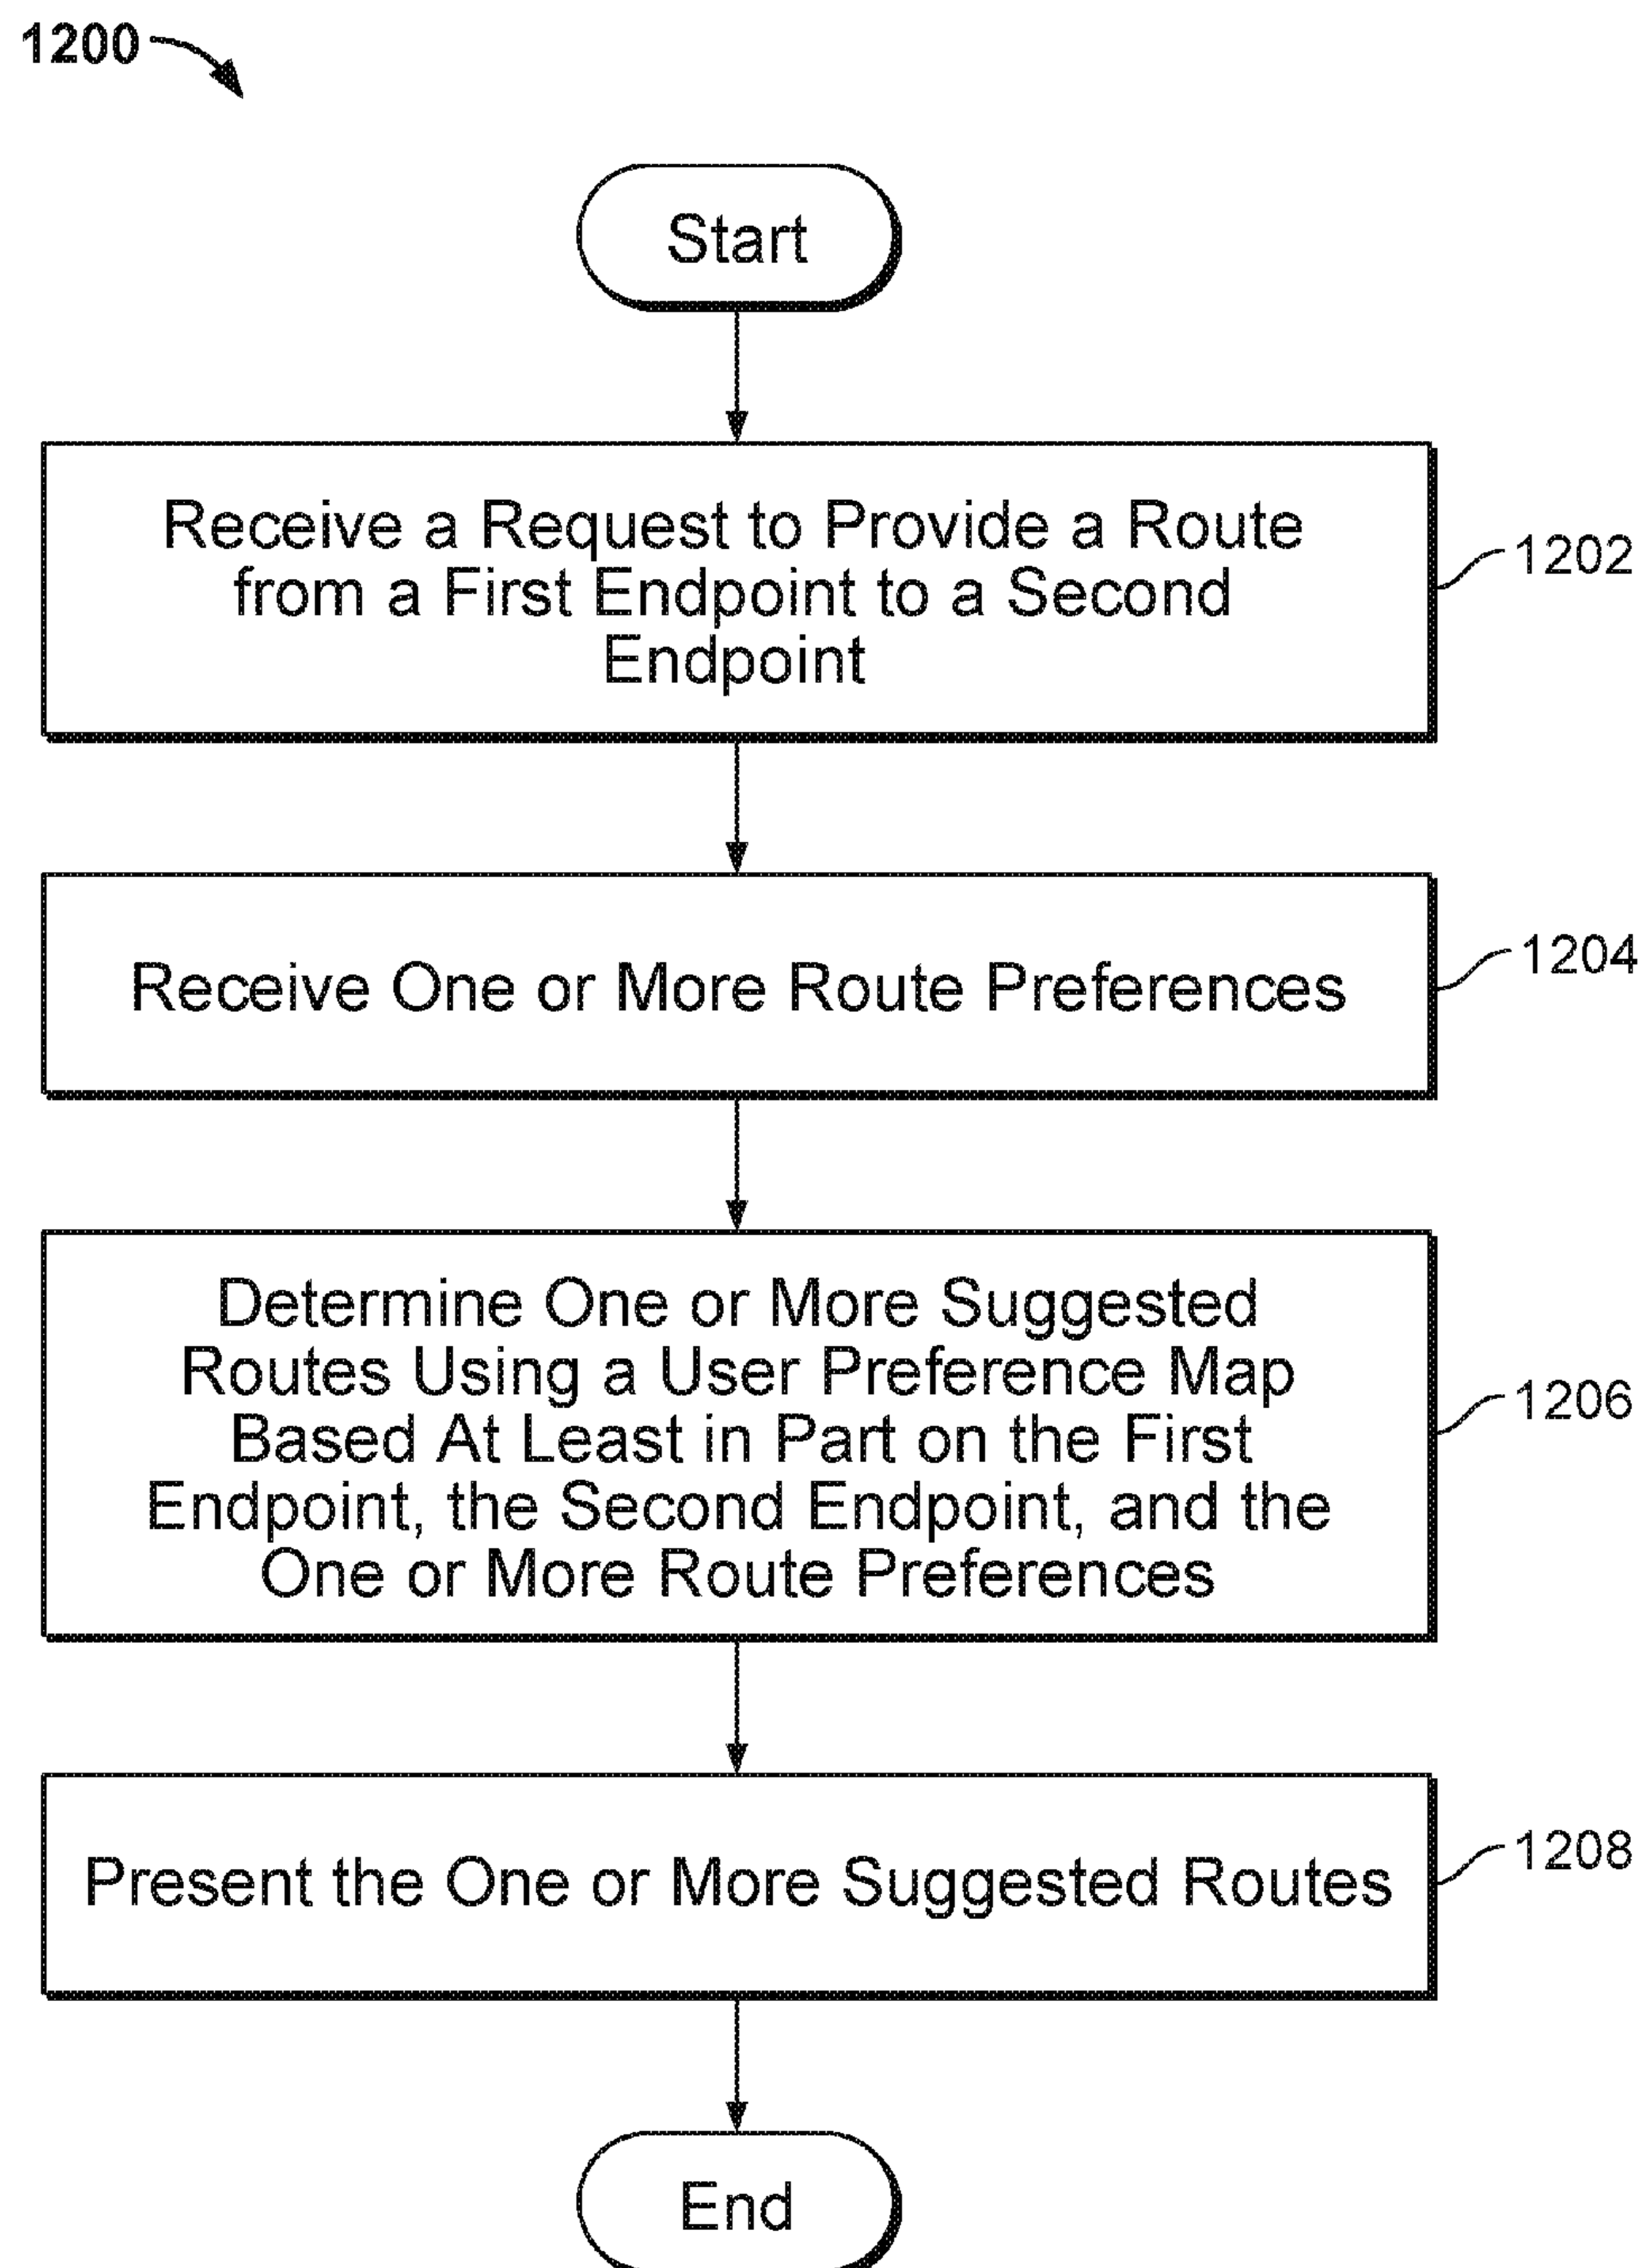 1200
Start
Receive a Request to Provide a Route
from a First Endpoint to a Second
Endpoint
1202
Receive One or More Route Preferences
1204
Determine One or More Suggested
Routes Using a User Preference Map
Based At Least in Part on the First
Endpoint, the Second Endpoint, and the
One or More Route Preferences
1206
Present the One or More Suggested Routes
1208
End